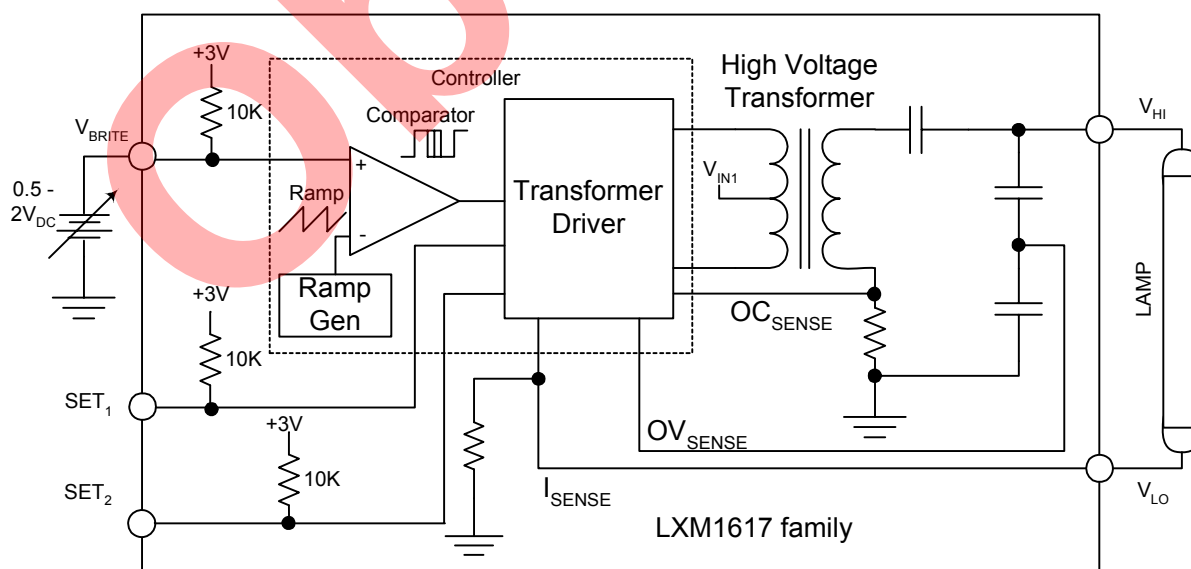 +3V
10K
V_BRITE
0.5 -
2V_DC
Controller
Comparator
+
Ramp
-
Ramp
Gen
Transformer
Driver
High Voltage
Transformer
V_IN1
V_HI
LAMP
OC_SENSE
+3V
10K
SET_1
OV_SENSE
+3V
10K
SET_2
I_SENSE
V_LO
LXM1617 family